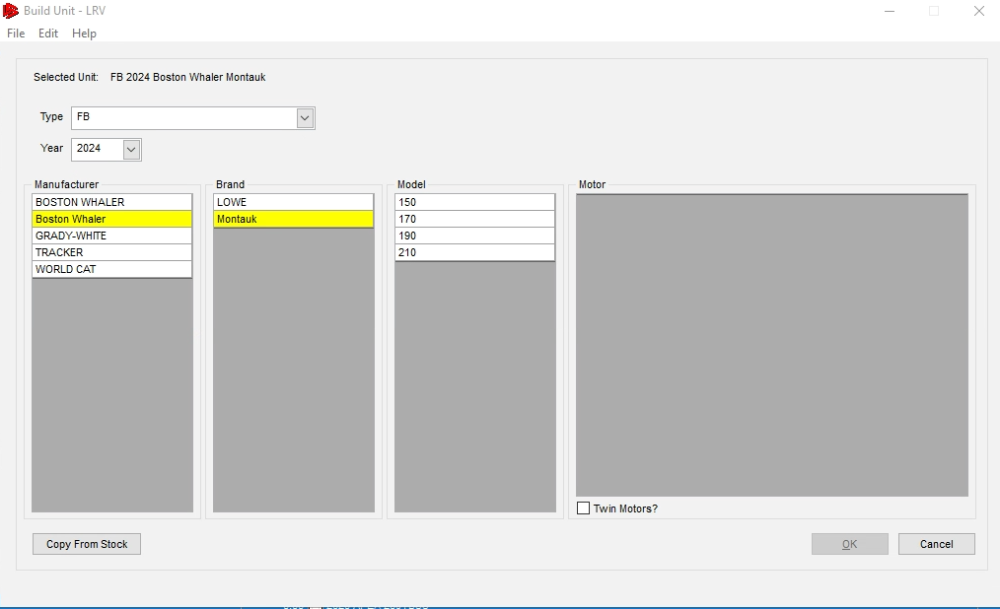 Build Unit - LRV
File Edit Help
Selected Unit: FB 2024 Boston Whaler Montauk
Type FB
Year 2024
Manufacturer
BOSTON WHALER
Boston Whaler
GRADY-WHITE
TRACKER
WORLD CAT
Brand
LOWE
Montauk
Model
150
170
190
210
Motor
Twin Motors?
Copy From Stock
OK
Cancel